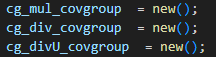 cg_mul_covgroup  = new();
cg_div_covgroup  = new();
cg_divU_covgroup  = new();